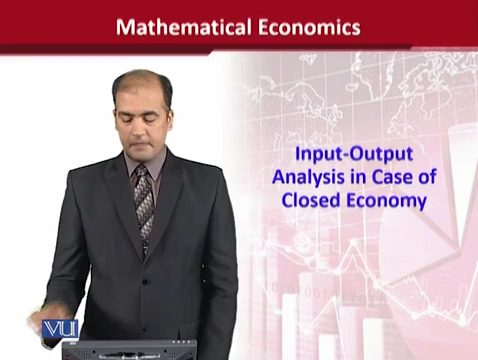 Mathematical Economics
Input-Output
Analysis in Case of
Closed Economy
VU